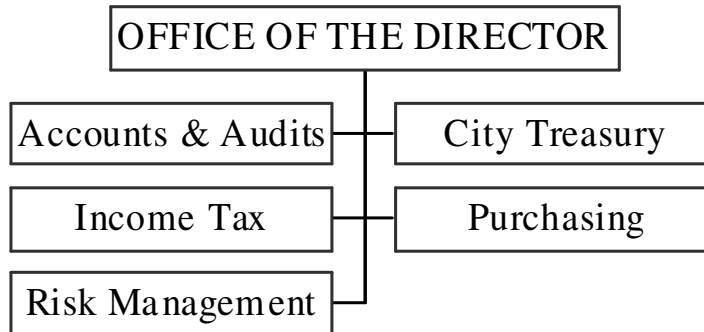 OFFICE OF THE DIRECTOR
Accounts & Audits
City Treasury
Income Tax
Purchasing
Risk Management